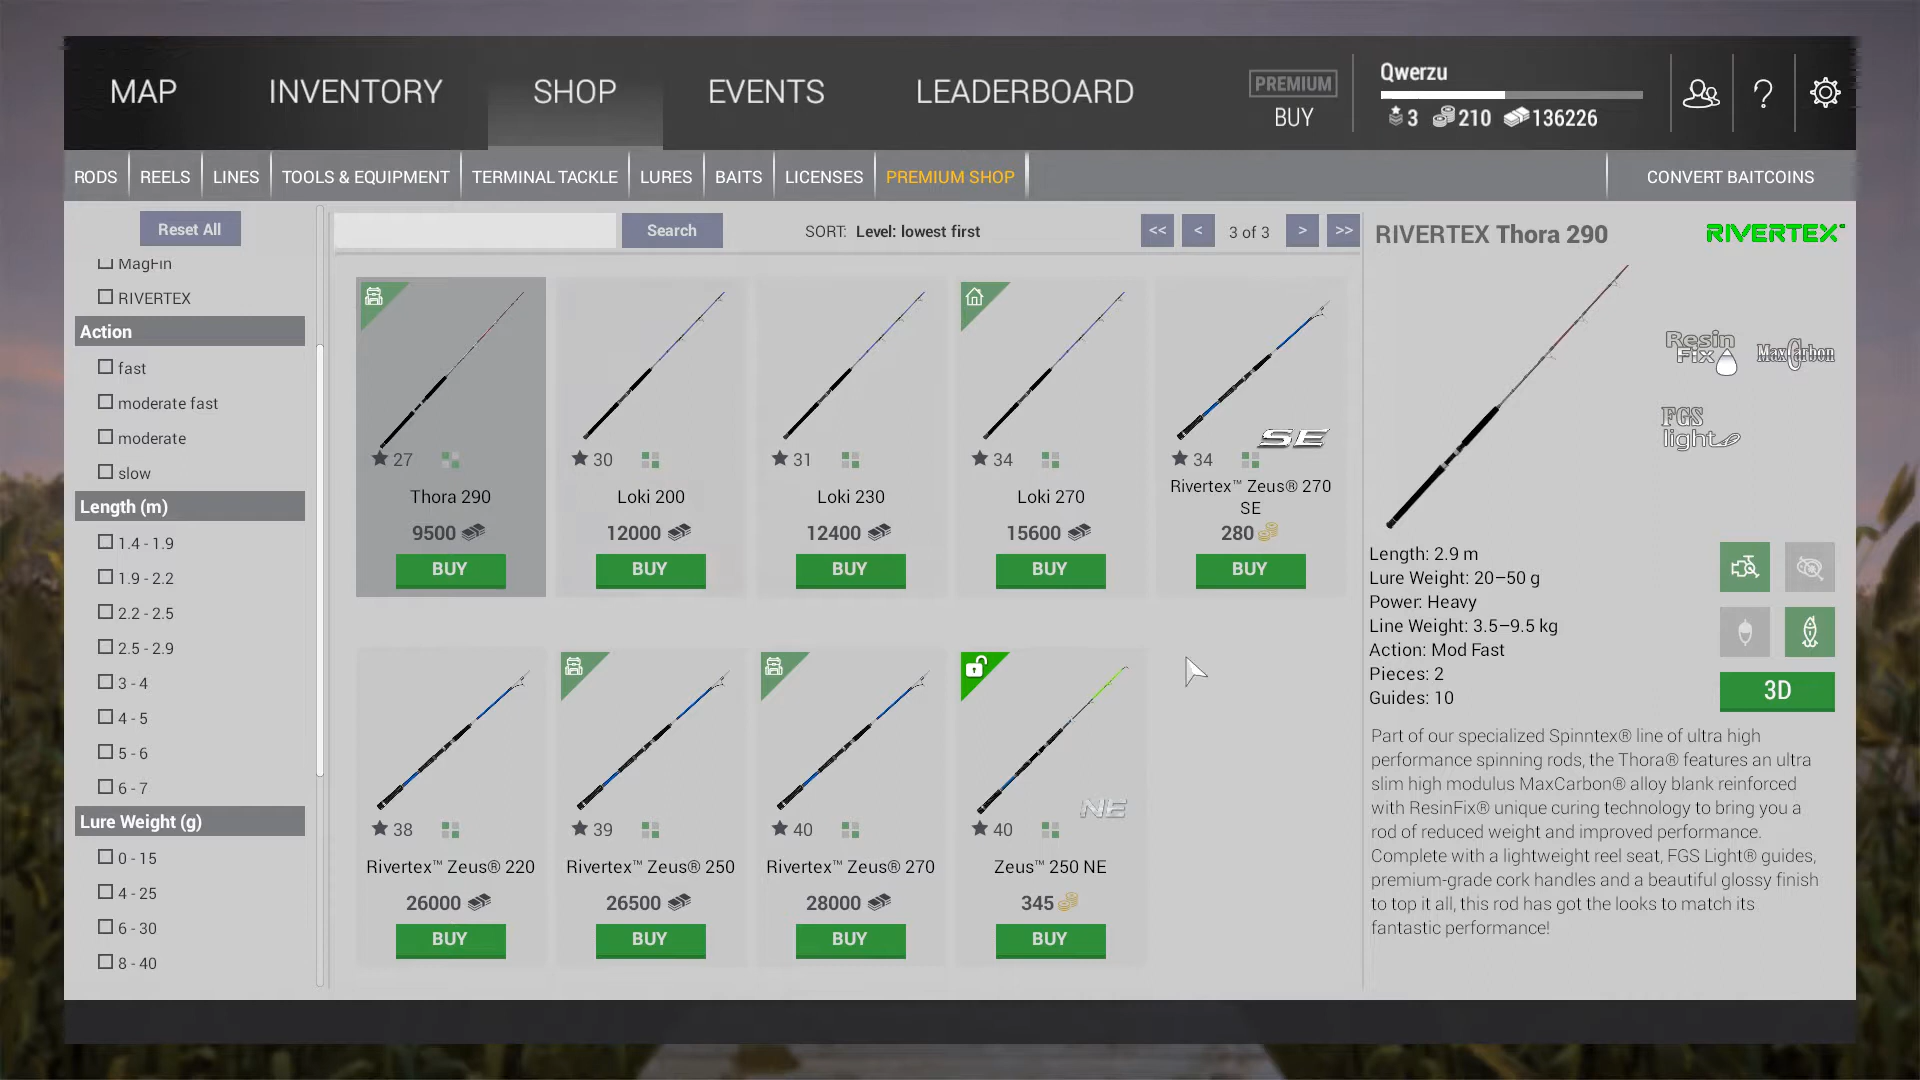 MAP
INVENTORY
SHOP
EVENTS
LEADERBOARD
PREMIUM
BUY
Qwerzu
3 210 136226
RODS
REELS
LINES
TOOLS & EQUIPMENT
TERMINAL TACKLE
LURES
BAITS
LICENSES
PREMIUM SHOP
CONVERT BAITCOINS
Reset All
MagFin
RIVERTEX
Action
fast
moderate fast
moderate
slow
Length (m)
1.4 - 1.9
1.9 - 2.2
2.2 - 2.5
2.5 - 2.9
3 - 4
4 - 5
5 - 6
6 - 7
Lure Weight (g)
0 - 15
4 - 25
6 - 30
8 - 40
Search
SORT: Level: lowest first
<< < 3 of 3 > >>
27
Thora 290
9500
BUY
30
Loki 200
12000
BUY
31
Loki 230
12400
BUY
34
Loki 270
15600
BUY
SE
34
Rivertex™ Zeus® 270
SE
280
BUY
38
Rivertex™ Zeus® 220
26000
BUY
39
Rivertex™ Zeus® 250
26500
BUY
40
Rivertex™ Zeus® 270
28000
BUY
NE
40
Zeus™ 250 NE
345
BUY
RIVERTEX Thora 290
RIVERTEX
Resin
Fix
MaxCarbon
FGS
light
Length: 2.9 m
Lure Weight: 20–50 g
Power: Heavy
Line Weight: 3.5–9.5 kg
Action: Mod Fast
Pieces: 2
Guides: 10
3D
Part of our specialized Spinntex® line of ultra high
performance spinning rods, the Thora® features an ultra
slim high modulus MaxCarbon® alloy blank reinforced
with ResinFix® unique curing technology to bring you a
rod of reduced weight and improved performance.
Complete with a lightweight reel seat, FGS Light® guides,
premium-grade cork handles and a beautiful glossy finish
to top it all, this rod has got the looks to match its
fantastic performance!